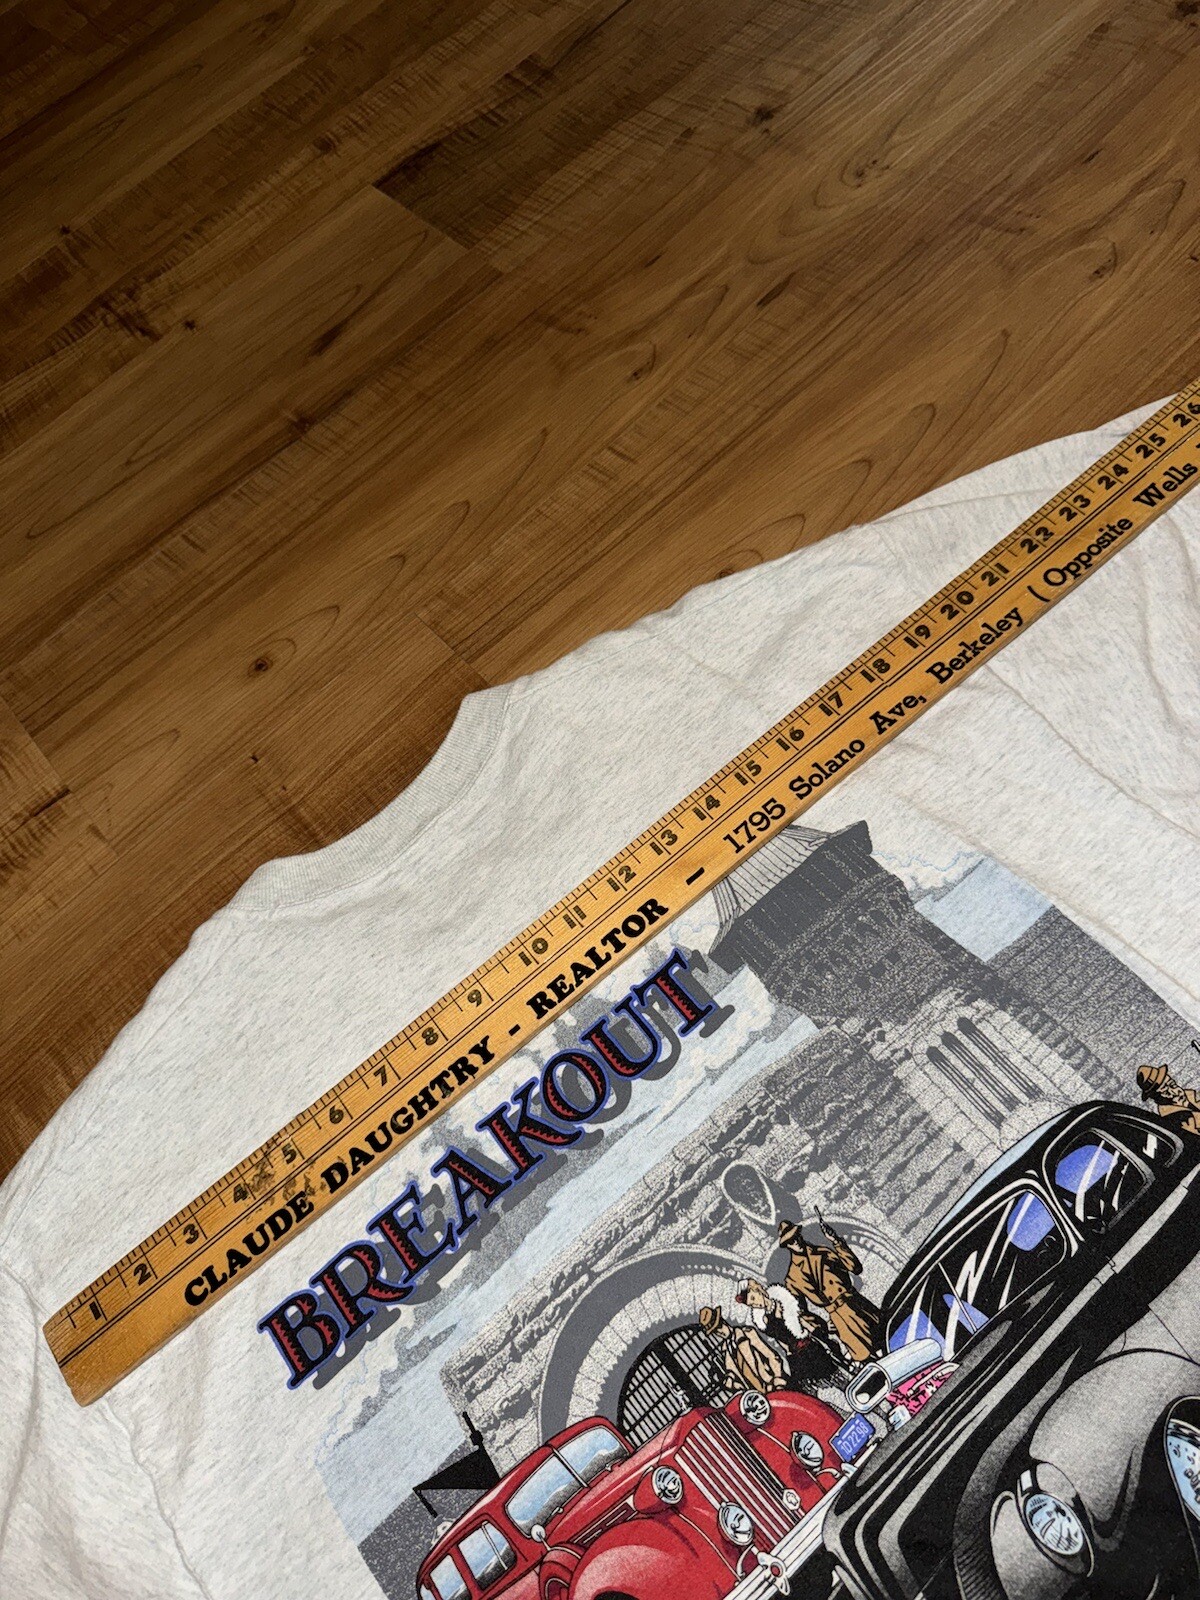 1 2 3 4 5 6 7 8 9 10 11 12 13 14 15 16 17 18 19 20 21 22 23 24 25 26
CLAUDE DAUGHTRY - REALTOR — 1795 Solano Ave, Berkeley ( Opposite Wells
BREAKOUT